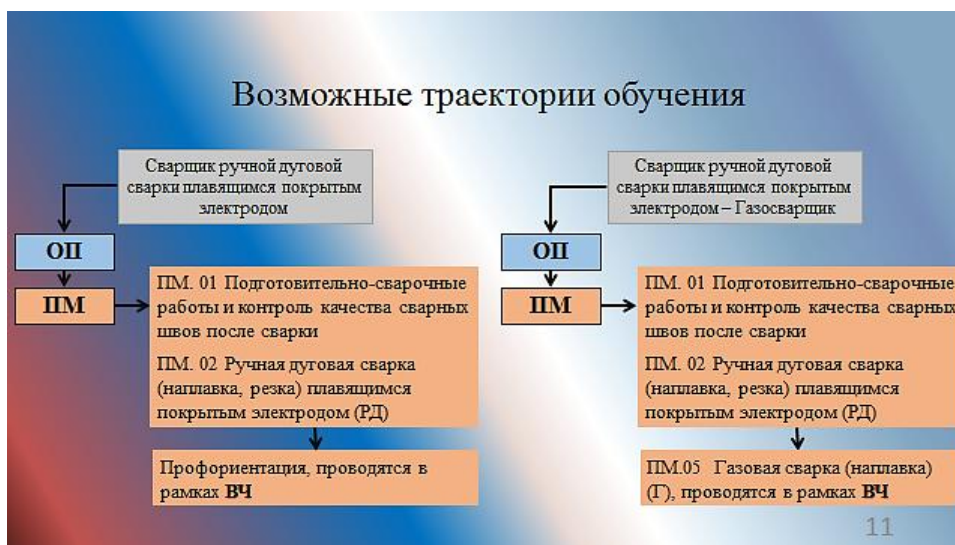 Возможные траектории обучения
Сварщик ручной дуговой
сварки плавящимся покрытым
электродом
ОП
ПМ
ПМ. 01 Подготовительно-сварочные
работы и контроль качества сварных
швов после сварки
ПМ. 02 Ручная дуговая сварка
(наплавка, резка) плавящимся
покрытым электродом (РД)
Профориентация, проводятся в
рамках ВЧ
Сварщик ручной дуговой
сварки плавящимся покрытым
электродом – Газосварщик
ОП
ПМ
ПМ. 01 Подготовительно-сварочные
работы и контроль качества сварных
швов после сварки
ПМ. 02 Ручная дуговая сварка
(наплавка, резка) плавящимся
покрытым электродом (РД)
ПМ.05 Газовая сварка (наплавка)
(Г), проводятся в рамках ВЧ
11